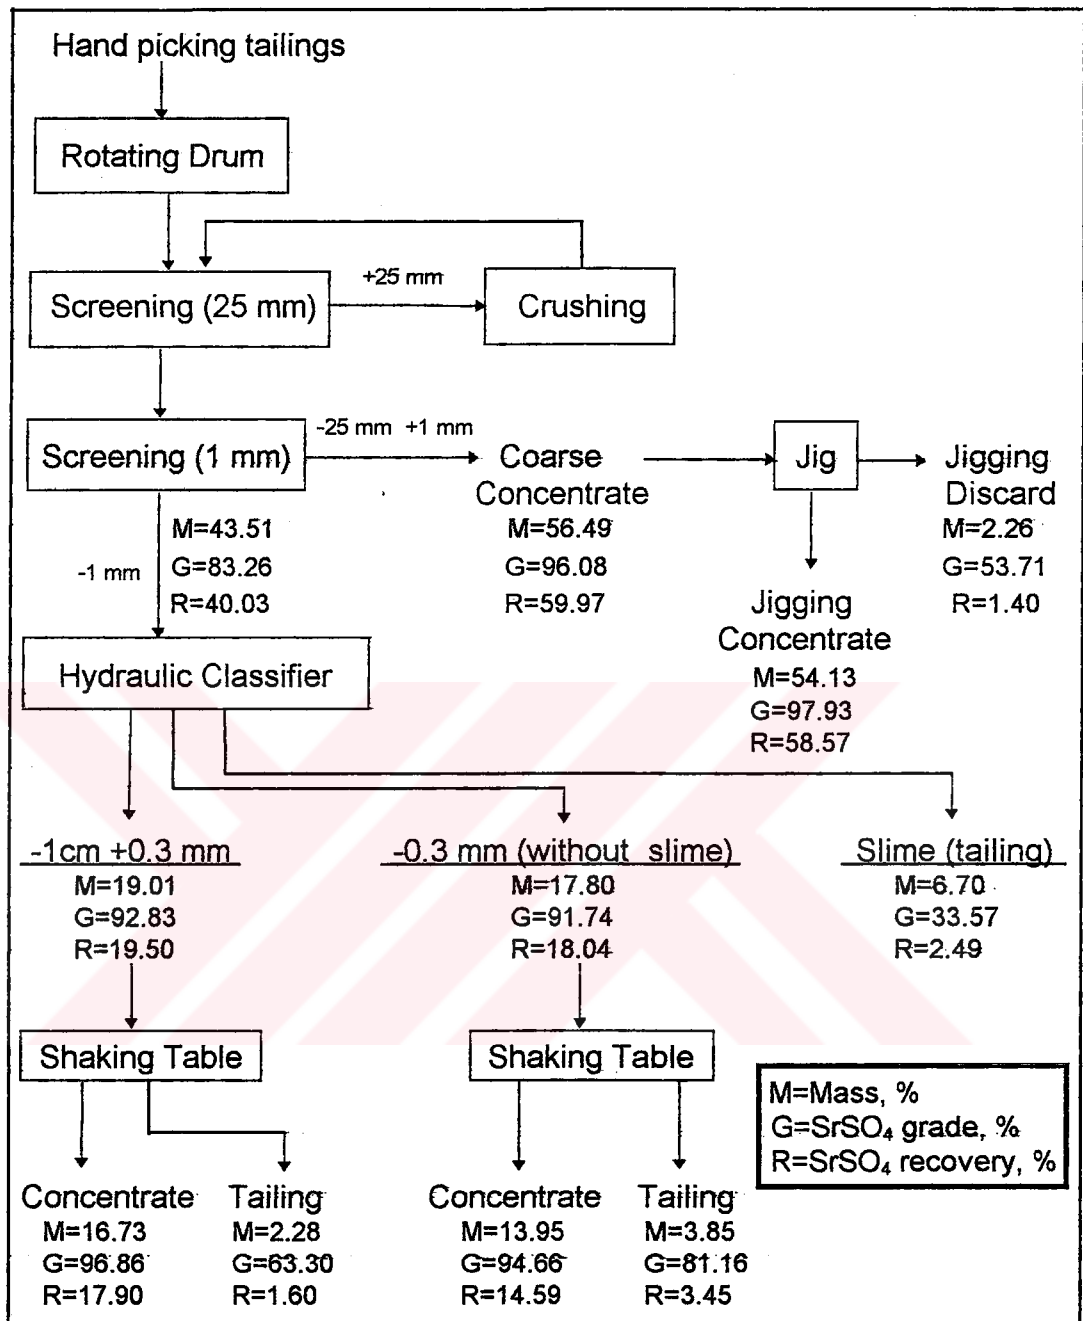 Hand picking tailings
Rotating Drum
Screening (25 mm)
+25 mm
Crushing
Screening (1 mm)
-25 mm +1 mm
Coarse
Concentrate
M=56.49
G=96.08
R=59.97
Jig
Jigging
Discard
M=2.26
G=53.71
R=1.40
Jigging
Concentrate
M=54.13
G=97.93
R=58.57
-1 mm
M=43.51
G=83.26
R=40.03
Hydraulic Classifier
-1cm +0.3 mm
M=19.01
G=92.83
R=19.50
-0.3 mm (without slime)
M=17.80
G=91.74
R=18.04
Slime (tailing)
M=6.70
G=33.57
R=2.49
Shaking Table
Shaking Table
Concentrate
M=16.73
G=96.86
R=17.90
Tailing
M=2.28
G=63.30
R=1.60
Concentrate
M=13.95
G=94.66
R=14.59
Tailing
M=3.85
G=81.16
R=3.45
M=Mass, %
G=SrSO₄ grade, %
R=SrSO₄ recovery, %